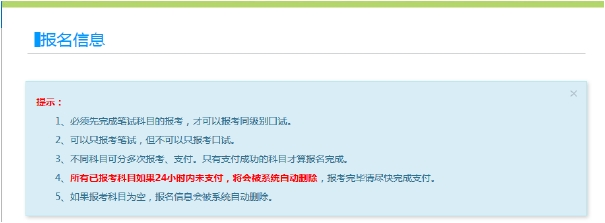 报名信息
×
提示：
1、必须先完成笔试科目的报考，才可以报考同级别口试。
2、可以只报考笔试，但不可以只报考口试。
3、不同科目可分多次报考、支付。只有支付成功的科目才算报名完成。
4、所有已报考科目如果24小时内未支付，将会被系统自动删除，报考完毕请尽快完成支付。
5、如果报考科目为空，报名信息会被系统自动删除。